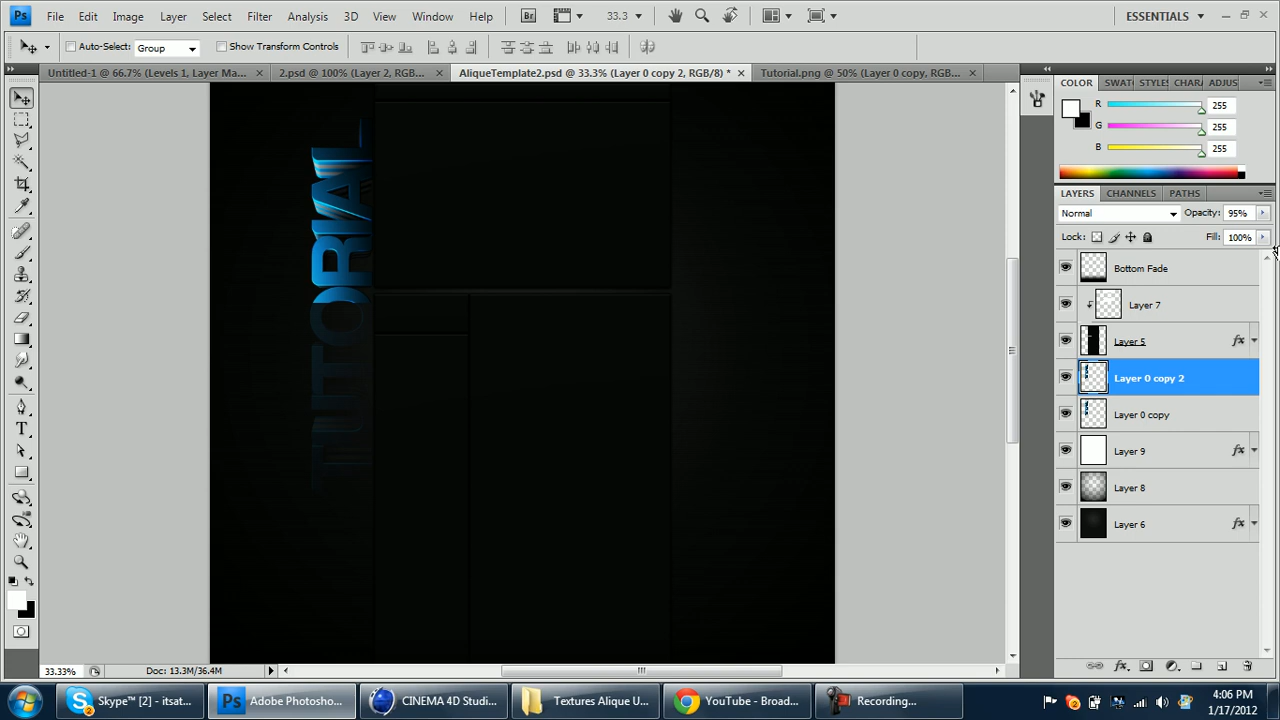 Ps File Edit Image Layer Select Filter Analysis 3D View Window Help Br 33.3 ESSENTIALS
Auto-Select: Group Show Transform Controls
Untitled-1 @ 66.7% (Levels 1, Layer Ma... 2.psd @ 100% (Layer 2, RGB... AliqueTemplate2.psd @ 33.3% (Layer 0 copy 2, RGB/8) * Tutorial.png @ 50% (Layer 0 copy, RGB...
COLOR SWAT STYLES CHAR ADJUS
R 255
G 255
B 255
LAYERS CHANNELS PATHS
Normal Opacity: 95%
Lock: Fill: 100%
Bottom Fade
Layer 7
Layer 5 fx
Layer 0 copy 2
Layer 0 copy
Layer 9 fx
Layer 8
Layer 6 fx
TUTORIAL
33.33% Doc: 13.3M/36.4M
Skype™ [2] - itsat... Adobe Photosho... CINEMA 4D Studi... Textures Alique U... YouTube - Broad... Recording...
4:06 PM
1/17/2012